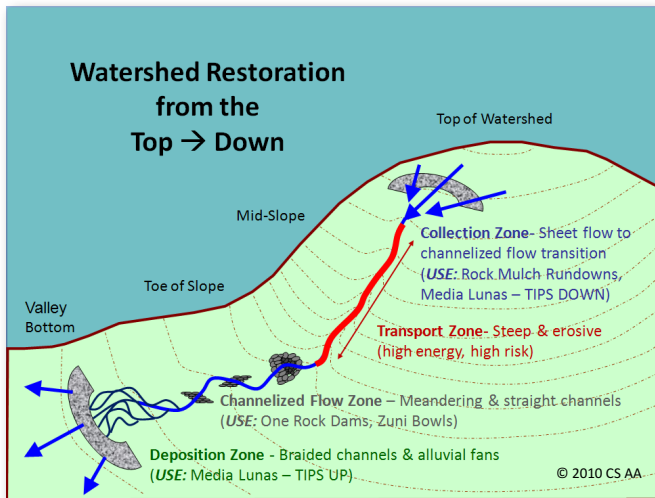 Watershed Restoration
from the
Top → Down
Top of Watershed
Mid-Slope
Toe of Slope
Valley
Bottom
Collection Zone- Sheet flow to
channelized flow transition
(USE: Rock Mulch Rundowns,
Media Lunas – TIPS DOWN)
Transport Zone- Steep & erosive
(high energy, high risk)
Channelized Flow Zone – Meandering & straight channels
(USE: One Rock Dams, Zuni Bowls)
Deposition Zone - Braided channels & alluvial fans
(USE: Media Lunas – TIPS UP)
© 2010 CS AA